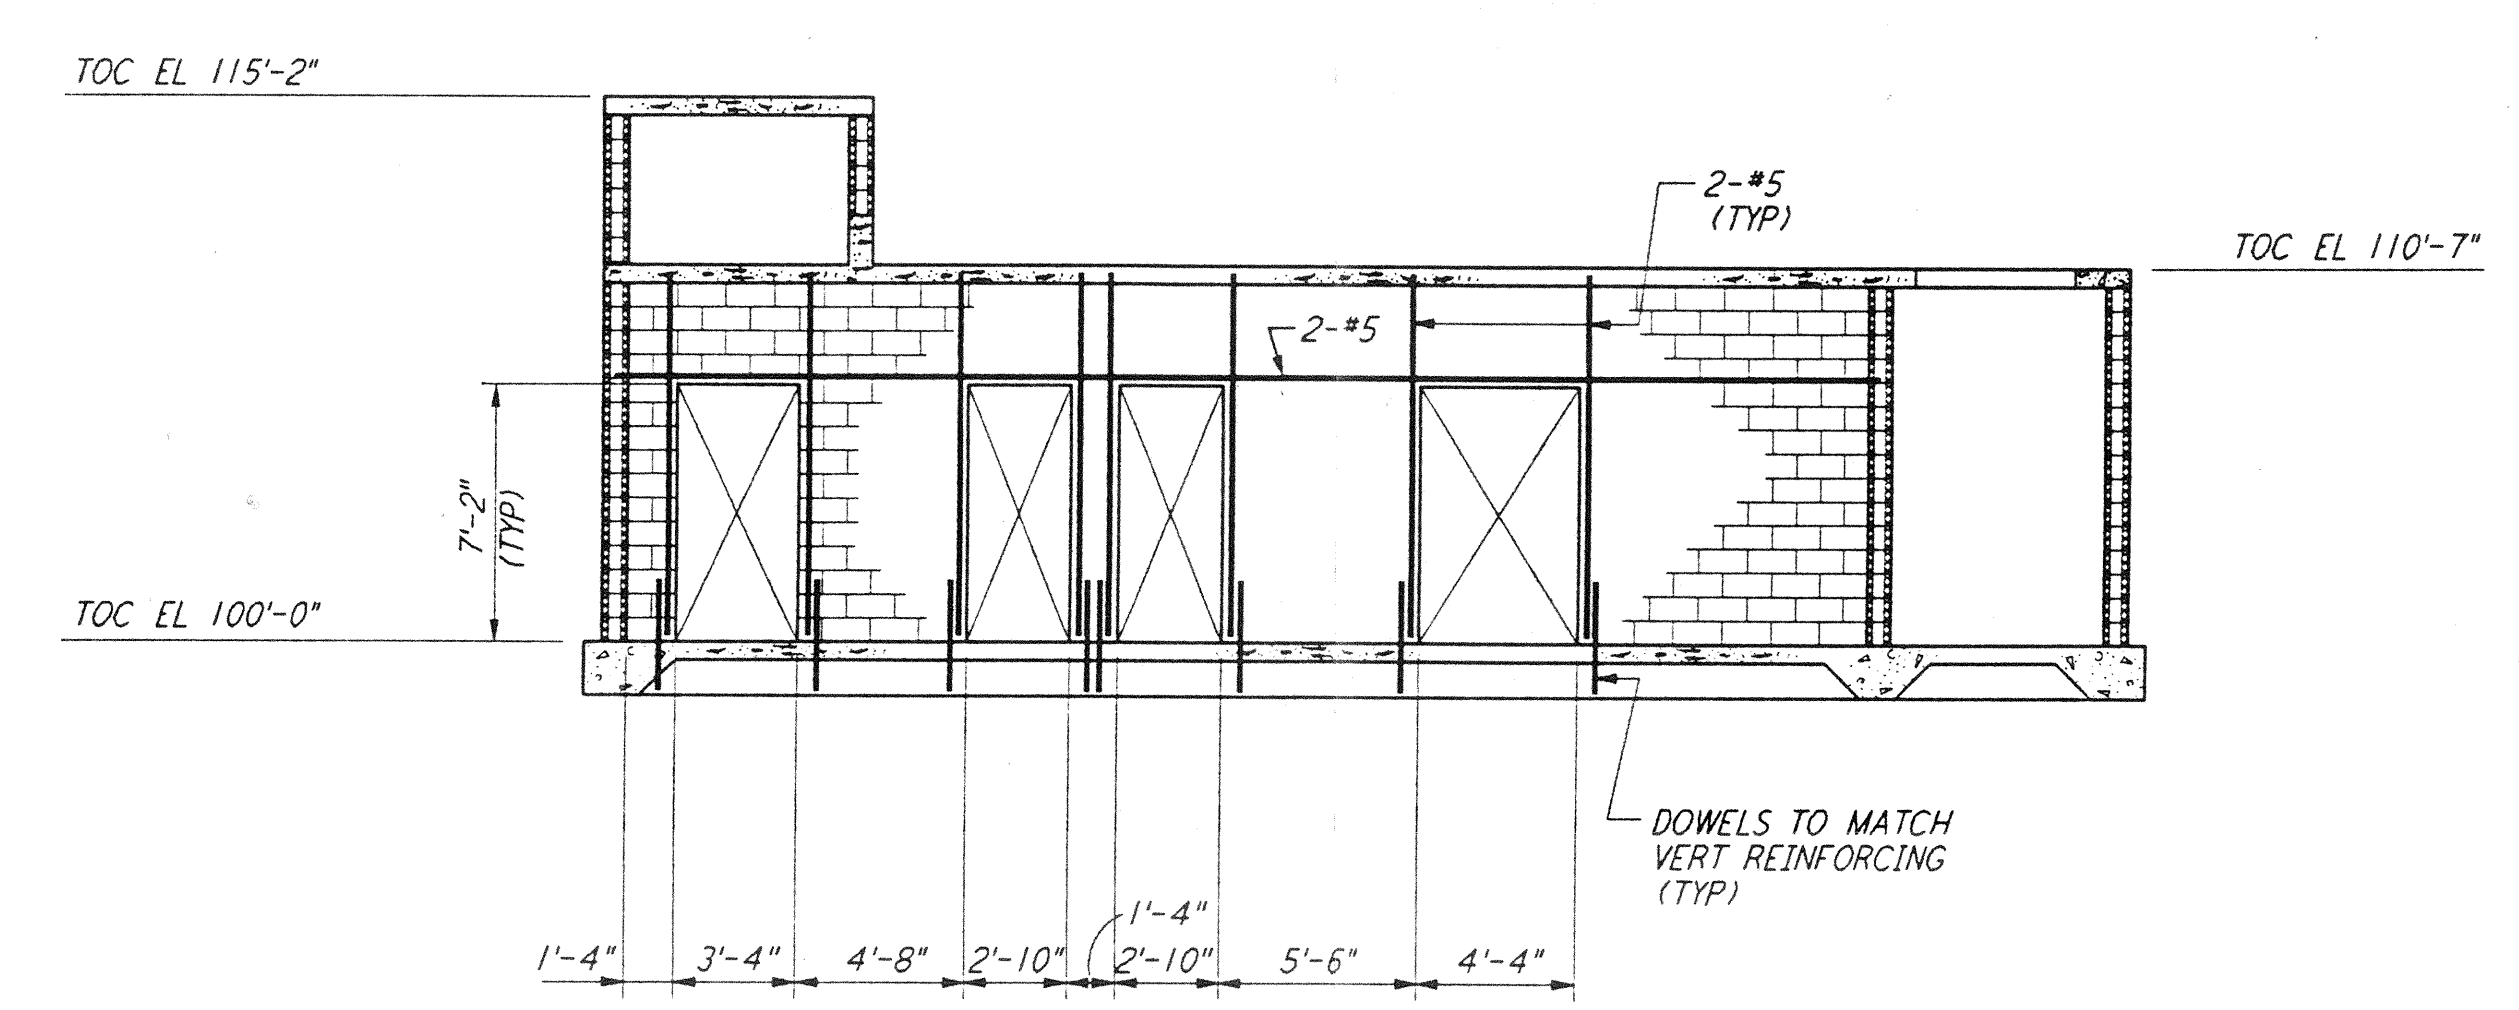 TOC EL 115'-2"
2-#5
(TYP)
TOC EL 110'-7"
2-#5
7'-2"
(TYP)
TOC EL 100'-0"
DOWELS TO MATCH
VERT REINFORCING
(TYP)
1'-4"
1'-4" 3'-4" 4'-8" 2'-10" 2'-10" 5'-6" 4'-4"